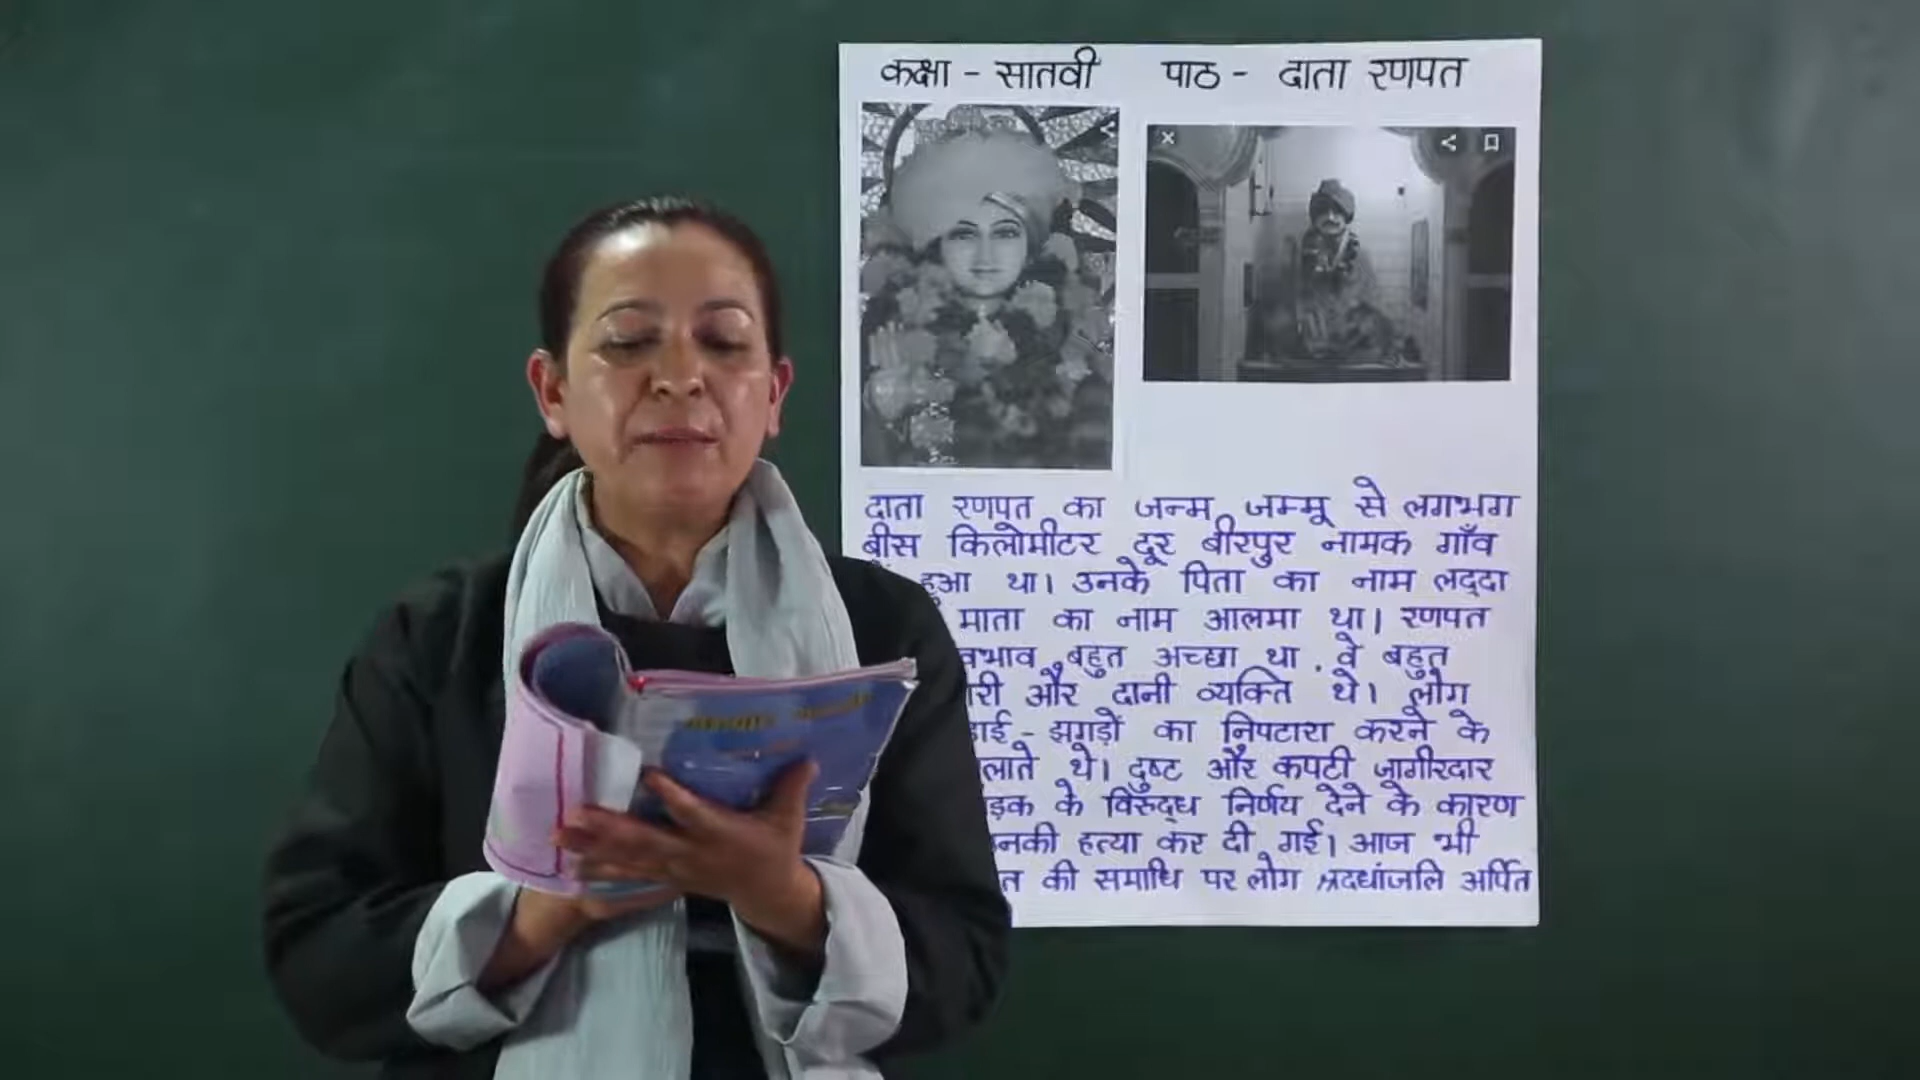 कक्षा - सातवी पाठ - दाता रणपत
दाता रणपत का जन्म जम्मू से लगभग
बीस किलोमीटर दूर बीरपुर नामक गाँव
हुआ था। उनके पिता का नाम लद्दा
माता का नाम आलमा था। रणपत
बहुत अच्छा था . वे बहुत
और दानी व्यक्ति थे। लोग
झगड़ों का निपटारा करने के
थे। दुष्ट और कपटी जागीरदार
के विरुद्ध निर्णय देने के कारण
हत्या कर दी गई। आज भी
की समाधि पर लोग श्रद्धांजलि अर्पित